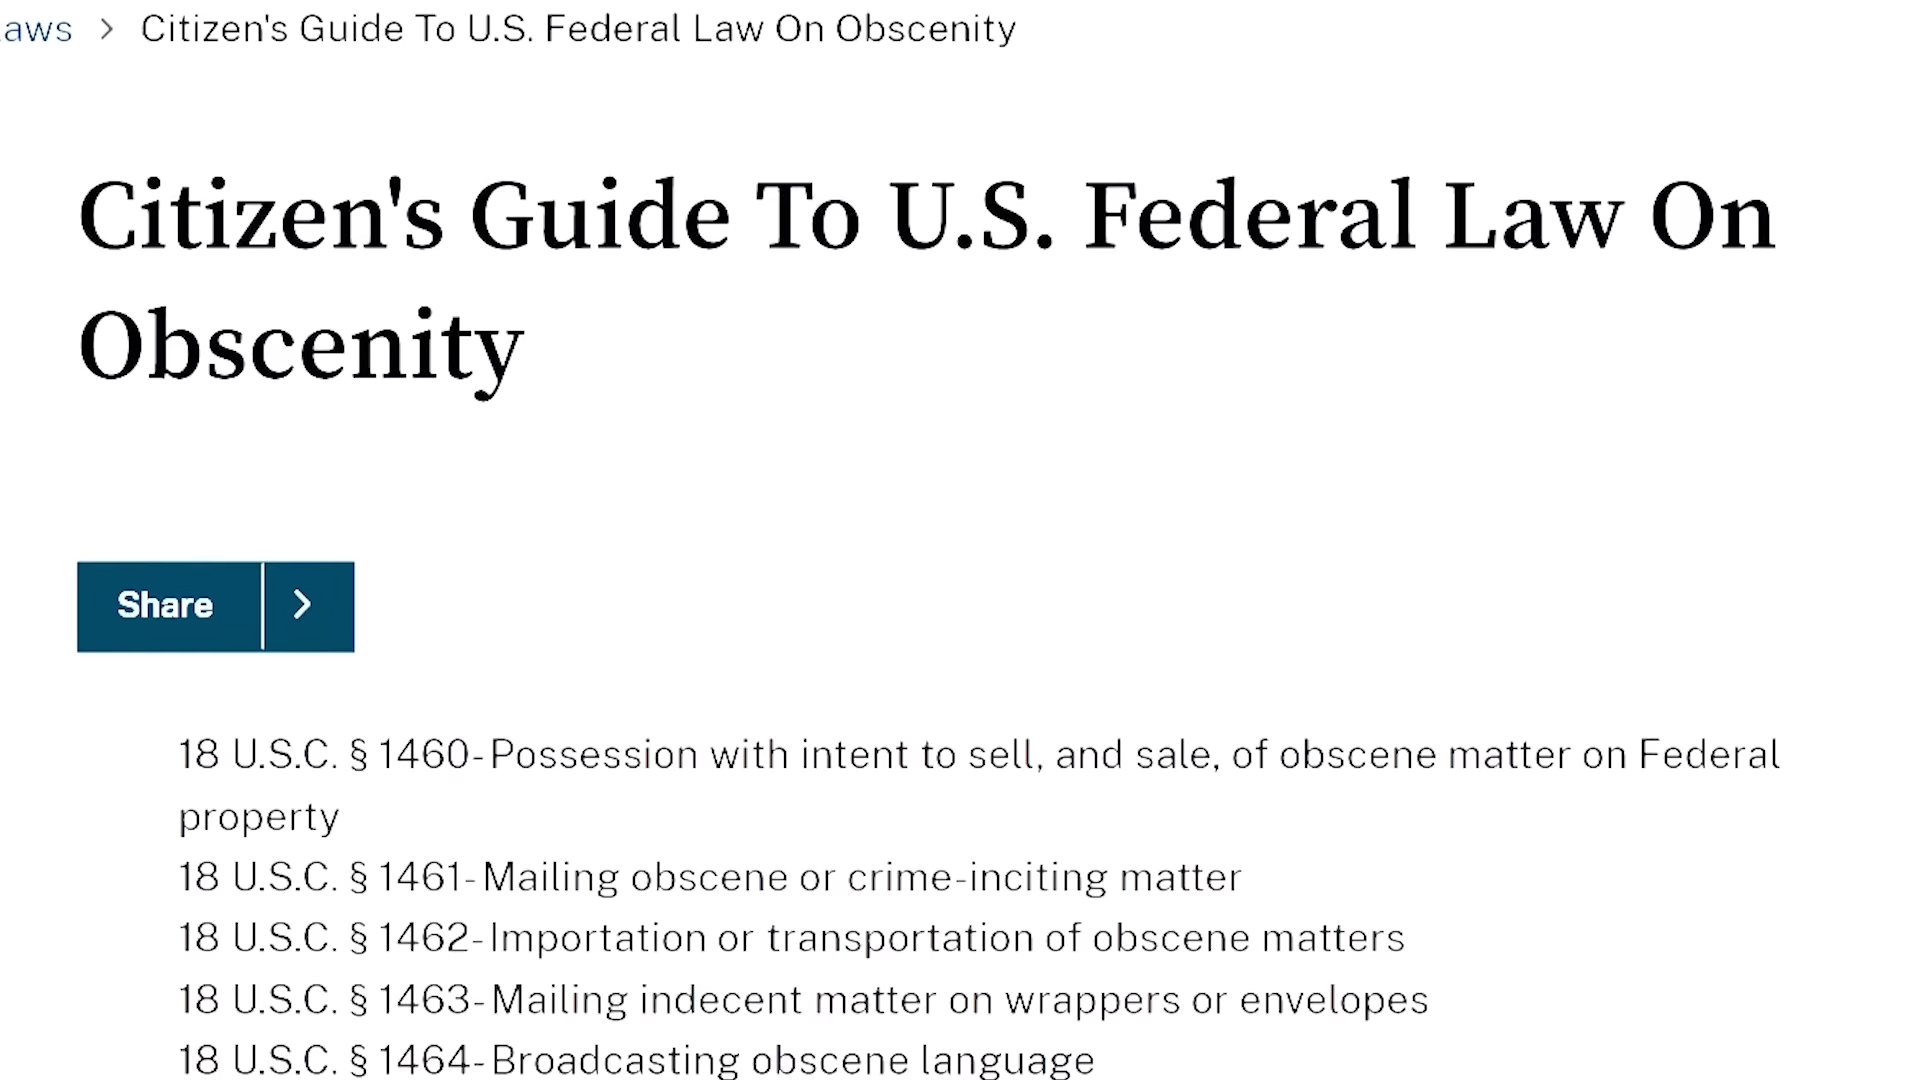 aws > Citizen's Guide To U.S. Federal Law On Obscenity
Citizen's Guide To U.S. Federal Law On
Obscenity
Share >
18 U.S.C. § 1460-Possession with intent to sell, and sale, of obscene matter on Federal
property
18 U.S.C. § 1461-Mailing obscene or crime-inciting matter
18 U.S.C. § 1462-Importation or transportation of obscene matters
18 U.S.C. § 1463-Mailing indecent matter on wrappers or envelopes
18 U.S.C. § 1464-Broadcasting obscene language